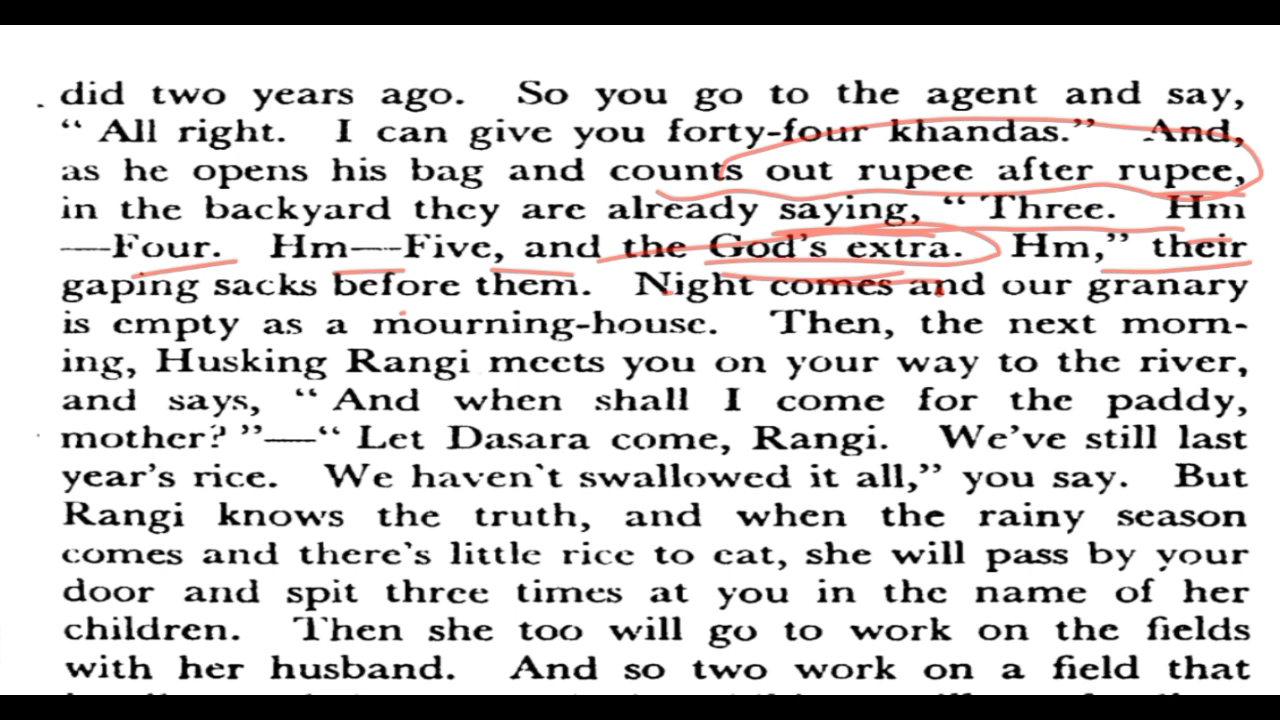 did two years ago. So you go to the agent and say,
“ All right. I can give you forty-four khandas.” And,
as he opens his bag and counts out rupee after rupee,
in the backyard they are already saying, “ Three. Hm
—Four. Hm—Five, and the God's extra. Hm,” their
gaping sacks before them. Night comes and our granary
is empty as a mourning-house. Then, the next morn-
ing, Husking Rangi meets you on your way to the river,
and says, “ And when shall I come for the paddy,
mother? ”—“ Let Dasara come, Rangi. We've still last
year's rice. We haven't swallowed it all,” you say. But
Rangi knows the truth, and when the rainy season
comes and there's little rice to eat, she will pass by your
door and spit three times at you in the name of her
children. Then she too will go to work on the fields
with her husband. And so two work on a field that